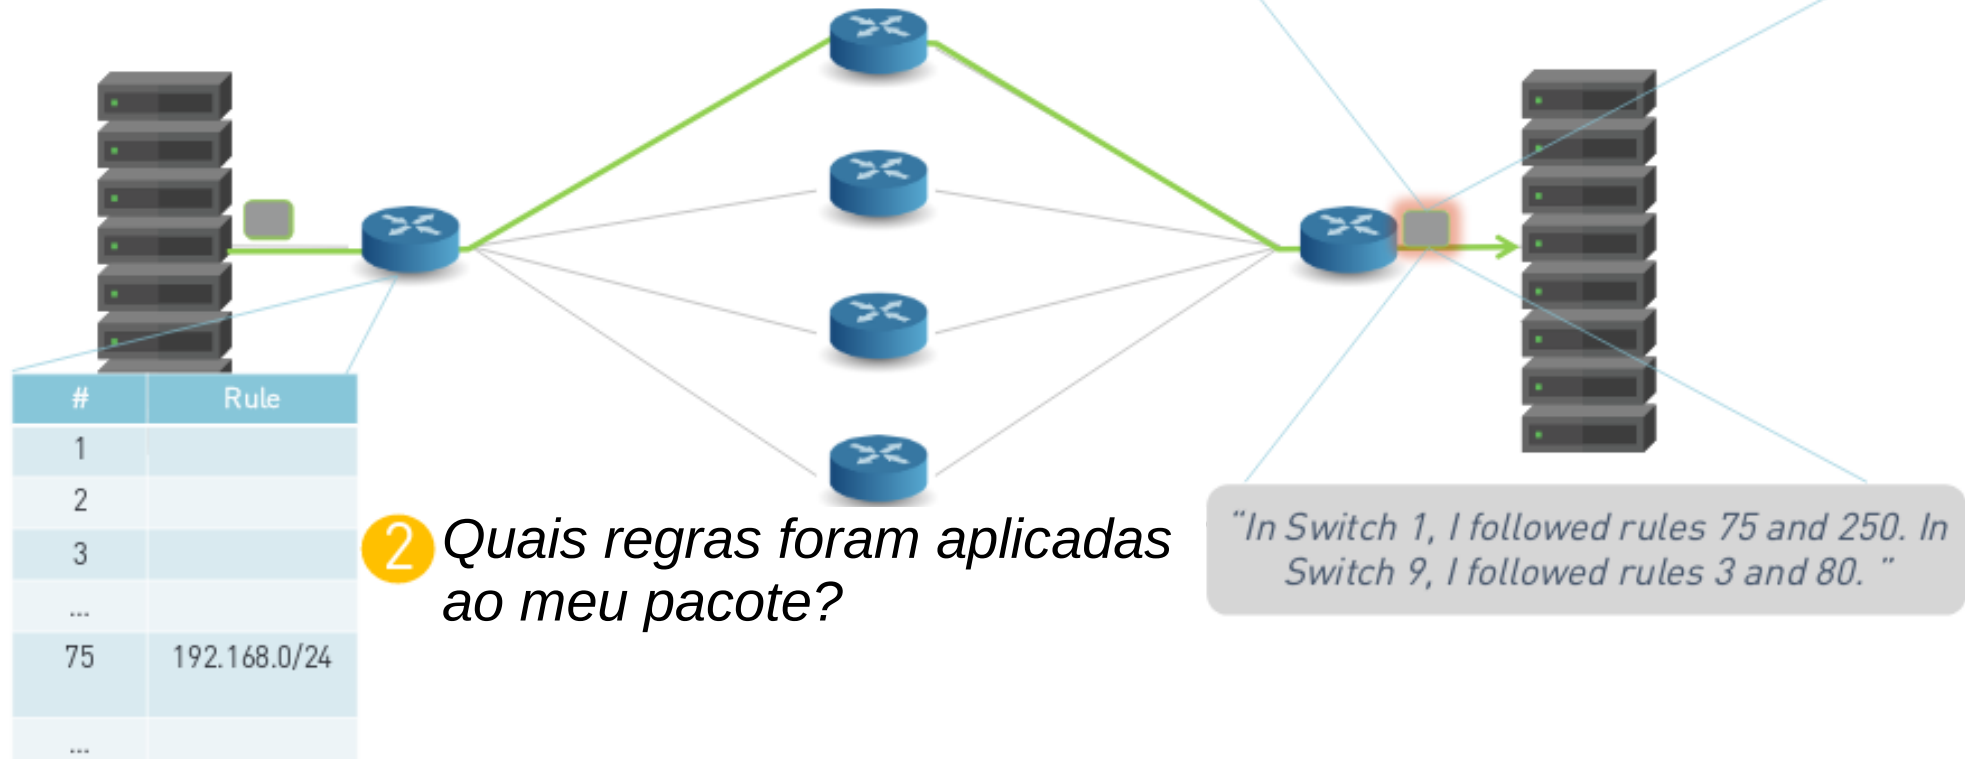 # Rule
1
2
3
...
75 192.168.0/24
...
2 Quais regras foram aplicadas
ao meu pacote?
“In Switch 1, I followed rules 75 and 250. In
Switch 9, I followed rules 3 and 80. ”